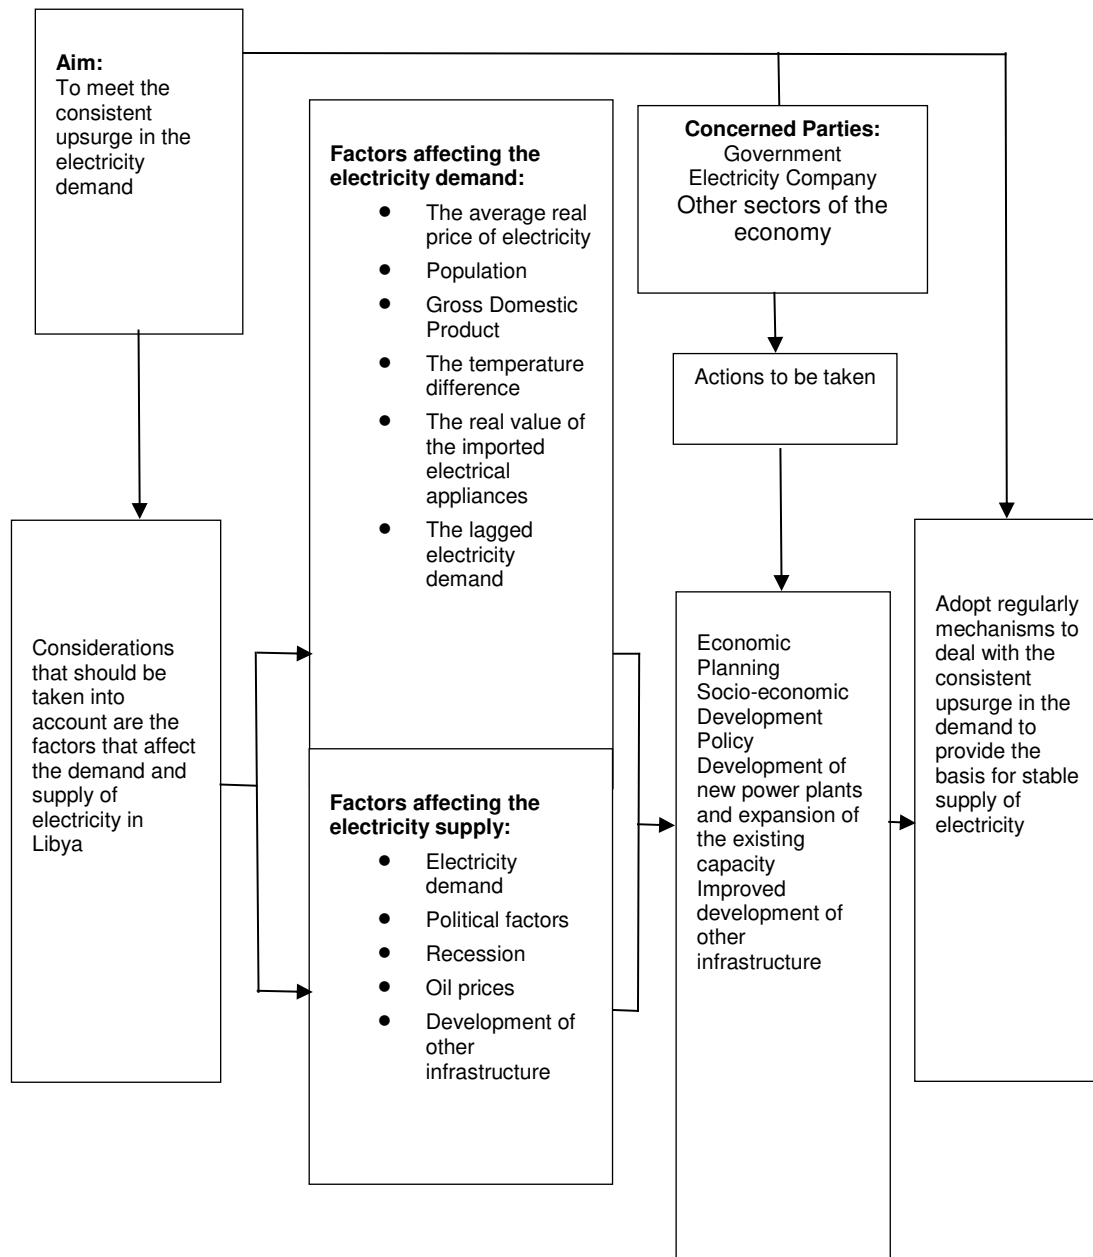 Aim:
To meet the
consistent
upsurge in the
electricity
demand
Factors affecting the
electricity demand:
● The average real
price of electricity
● Population
● Gross Domestic
Product
● The temperature
difference
● The real value of
the imported
electrical
appliances
● The lagged
electricity
demand
Concerned Parties:
Government
Electricity Company
Other sectors of the
economy
Actions to be taken
Considerations
that should be
taken into
account are the
factors that affect
the demand and
supply of
electricity in
Libya
Factors affecting the
electricity supply:
● Electricity
demand
● Political factors
● Recession
● Oil prices
● Development of
other
infrastructure
Economic
Planning
Socio-economic
Development
Policy
Development of
new power plants
and expansion of
the existing
capacity
Improved
development of
other
infrastructure
Adopt regularly
mechanisms to
deal with the
consistent
upsurge in the
demand to
provide the
basis for stable
supply of
electricity